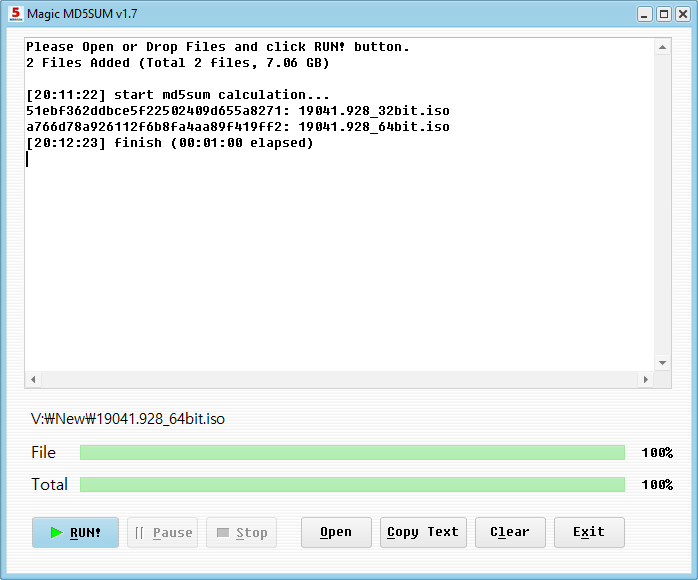 5
MD5SUM
Magic MD5SUM v1.7
Please Open or Drop Files and click RUN! button.
2 Files Added (Total 2 files, 7.06 GB)
[20:11:22] start md5sum calculation...
51ebf362ddbce5f22502409d655a8271: 19041.928_32bit.iso
a766d78a926112f6b8fa4aa89f419ff2: 19041.928_64bit.iso
[20:12:23] finish (00:01:00 elapsed)
V:₩New₩19041.928_64bit.iso
File 100%
Total 100%
RUN! Pause Stop Open Copy Text Clear Exit